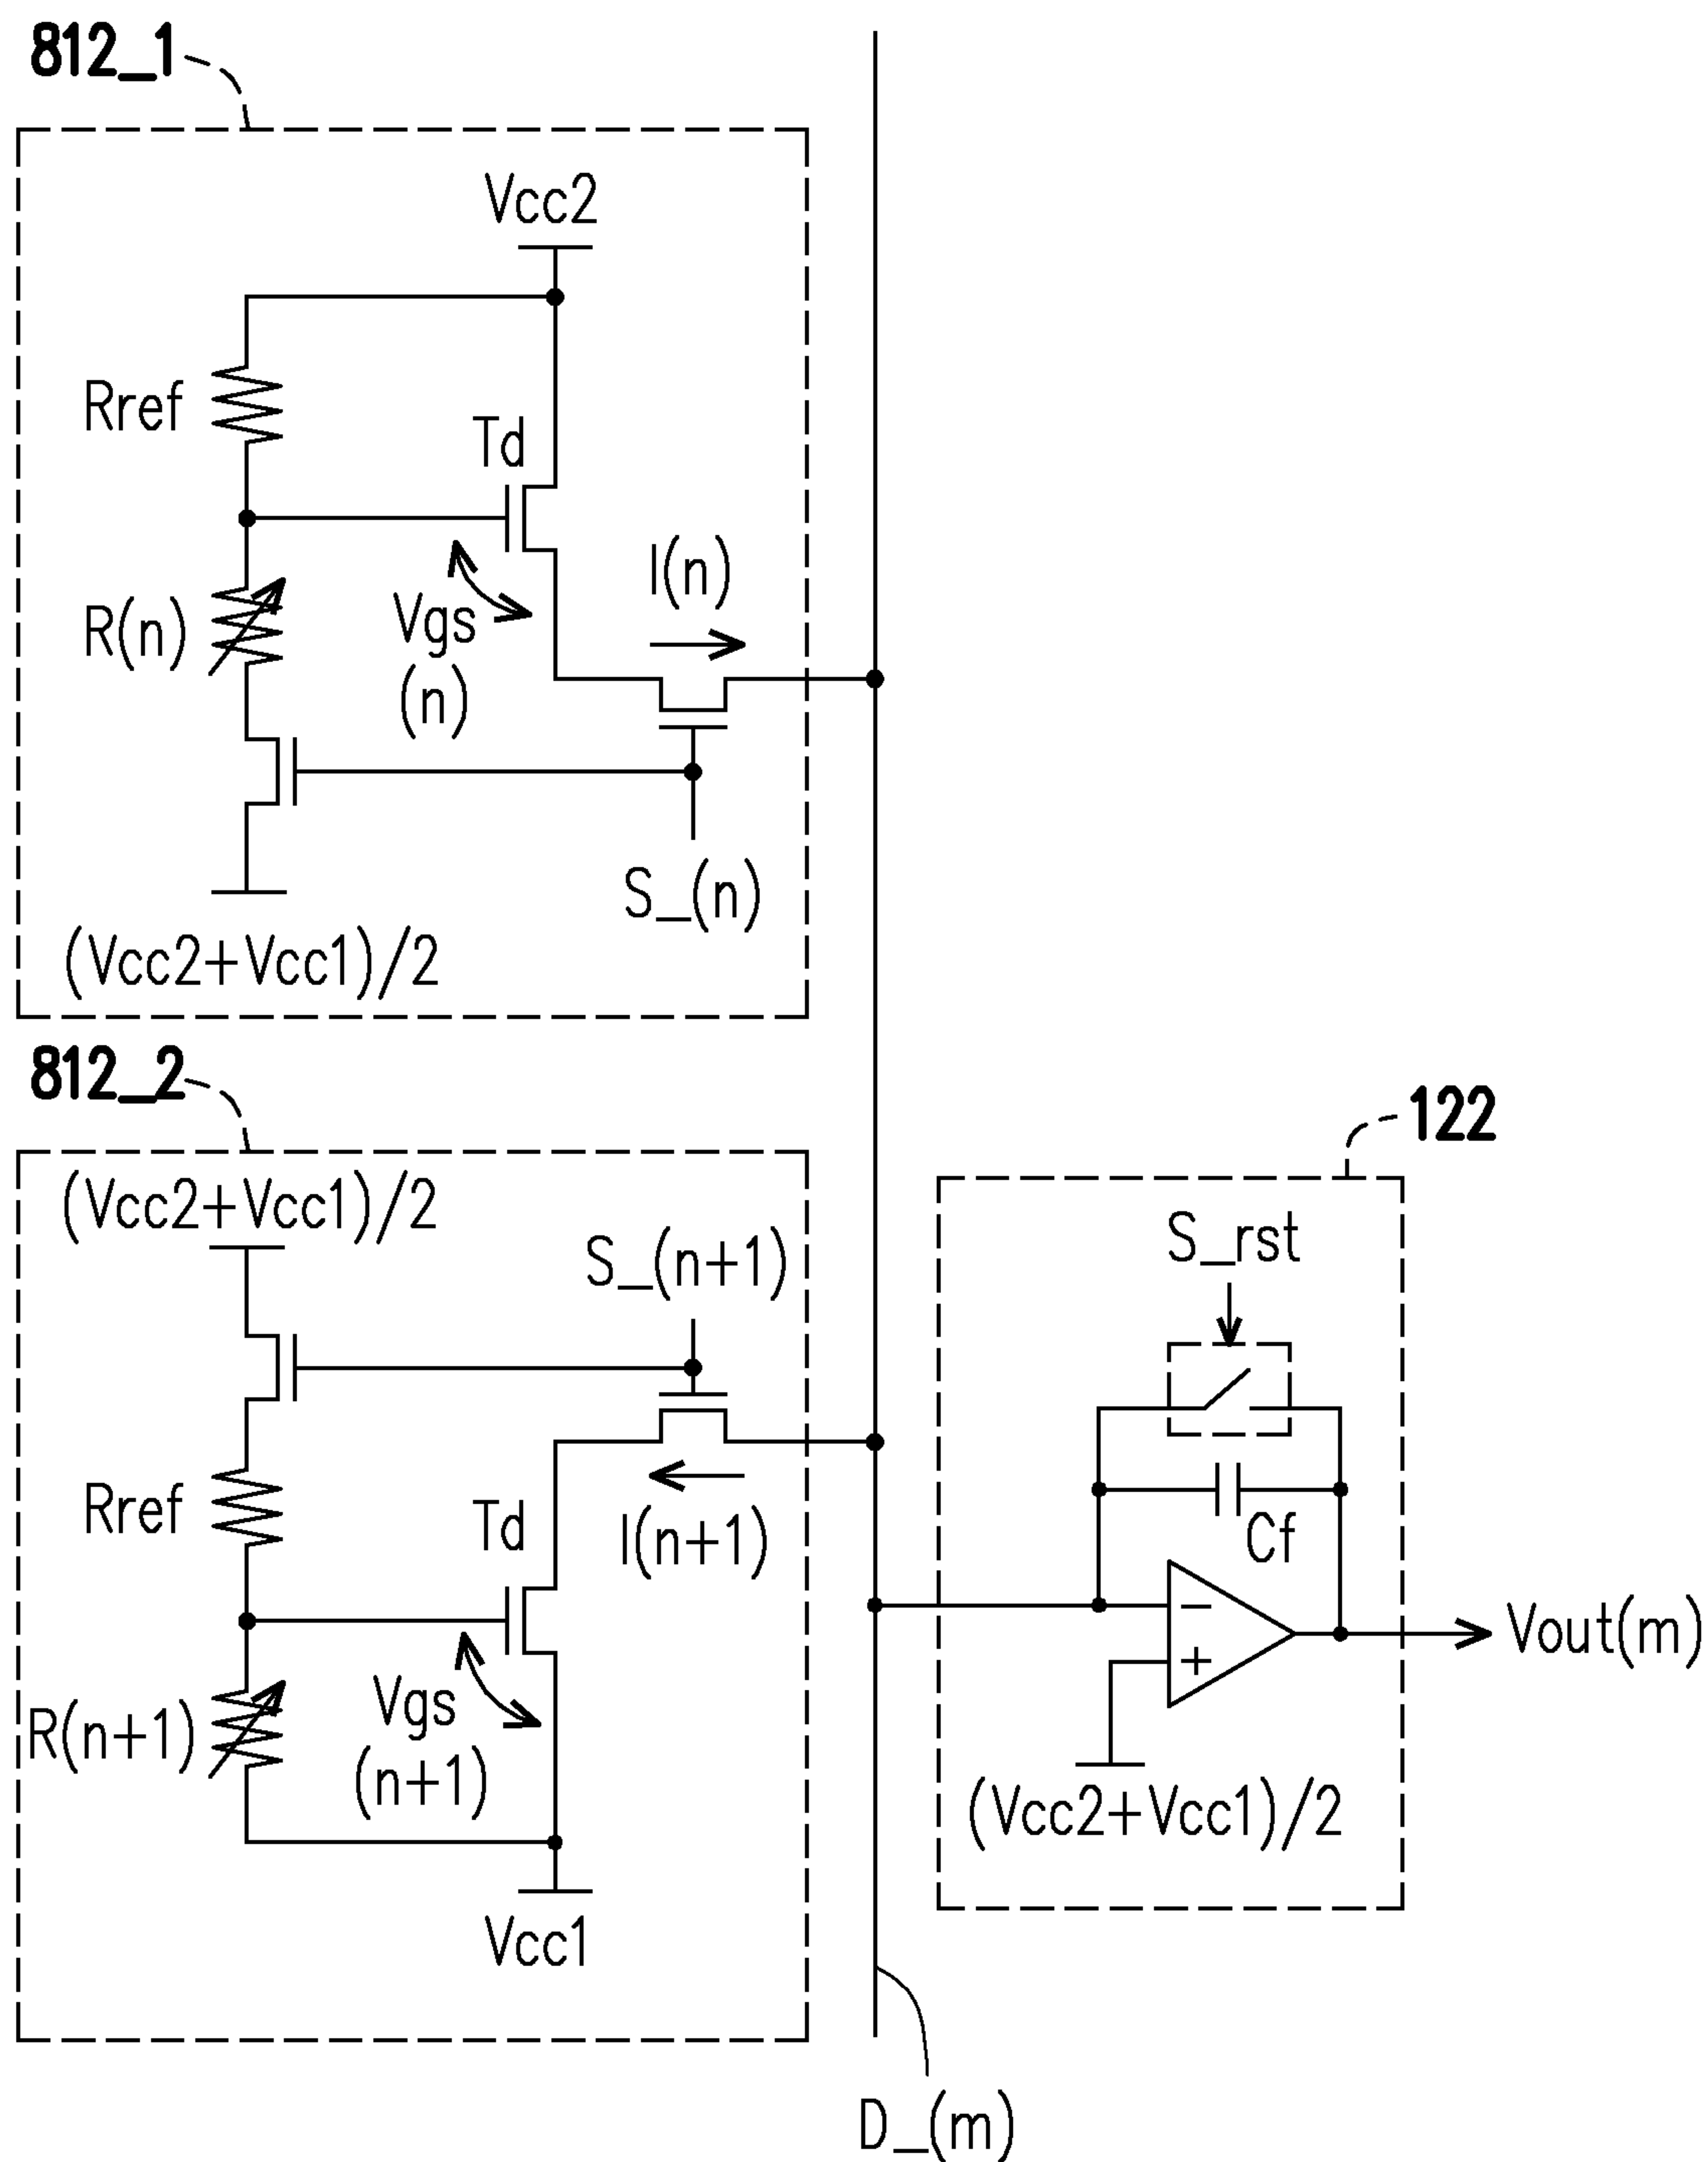 812_1
Vcc2
Rref
Td
I(n)
R(n)
Vgs
(n)
S_(n)
(Vcc2+Vcc1)/2
812_2
(Vcc2+Vcc1)/2
S_(n+1)
Rref
Td
I(n+1)
R(n+1)
Vgs
(n+1)
Vcc1
122
S_rst
Cf
−
+
Vout(m)
(Vcc2+Vcc1)/2
D_(m)